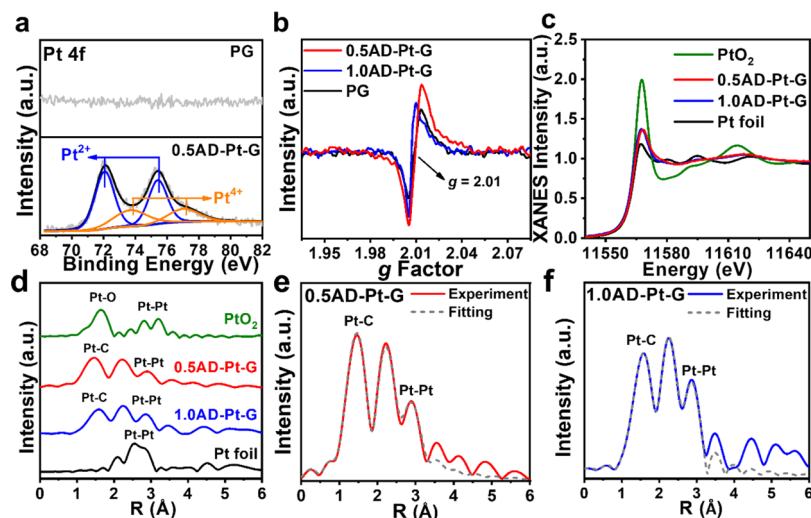 a
Pt 4f
PG
0.5AD-Pt-G
Pt2+
Pt4+
Intensity (a.u.)
68 72 74 76 78 82
Binding Energy (eV)
b
0.5AD-Pt-G
1.0AD-Pt-G
PG
g = 2.01
Intensity (a.u.)
1.95 1.98 2.01 2.04 2.07
g Factor
c
PtO2
0.5AD-Pt-G
1.0AD-Pt-G
Pt foil
XANES Intensity (a.u.)
2.5
2.0
1.5
1.0
0.5
0.0
11550 11580 11610 11640
Energy (eV)
d
Pt-O
Pt-Pt
PtO2
Pt-C
Pt-Pt
0.5AD-Pt-G
Pt-C
Pt-Pt
1.0AD-Pt-G
Pt-Pt
Pt foil
Intensity (a.u.)
0 1 2 3 4 5 6
R (Å)
e
0.5AD-Pt-G
Experiment
Fitting
Pt-C
Pt-Pt
Intensity (a.u.)
0 1 2 3 4 5 6
R (Å)
f
1.0AD-Pt-G
Experiment
Fitting
Pt-C
Pt-Pt
Intensity (a.u.)
0 1 2 3 4 5 6
R (Å)